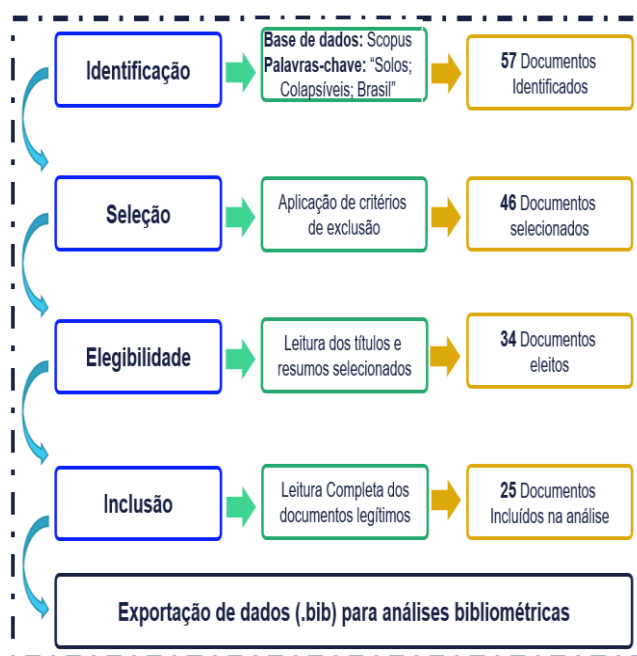 Identificação
Base de dados: Scopus
Palavras-chave: “Solos;
Colapsíveis; Brasil”
57 Documentos
Identificados
Seleção
Aplicação de critérios
de exclusão
46 Documentos
selecionados
Elegibilidade
Leitura dos títulos e
resumos selecionados
34 Documentos
eleitos
Inclusão
Leitura Completa dos
documentos legítimos
25 Documentos
Incluídos na análise
Exportação de dados (.bib) para análises bibliométricas